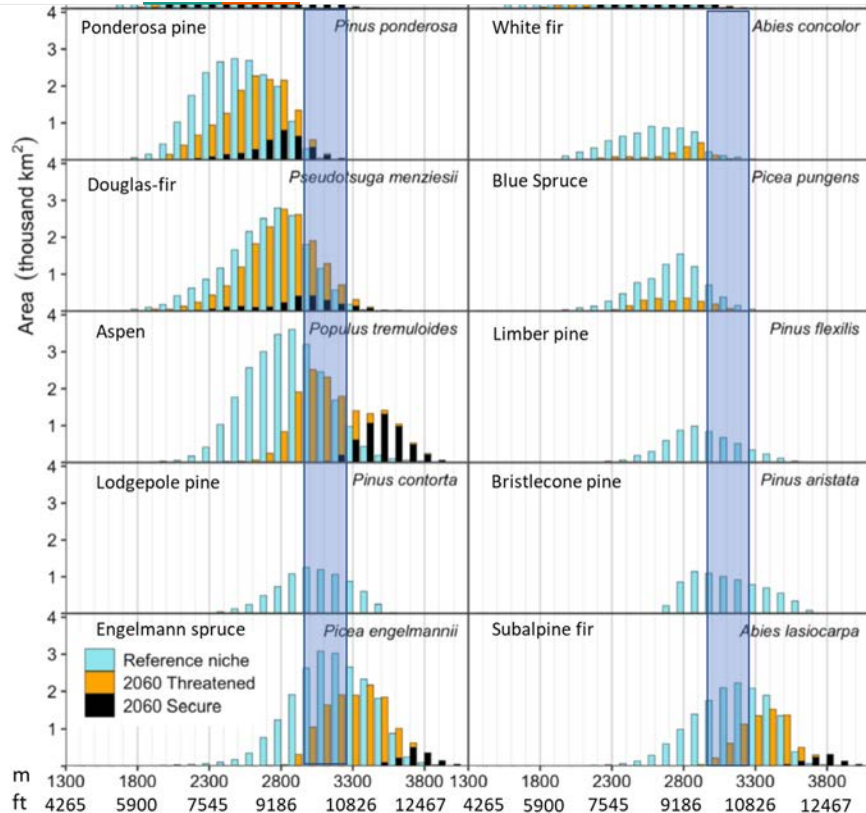 4
Ponderosa pine Pinus ponderosa White fir Abies concolor
3
2
1
4
Douglas-fir Pseudotsuga menziesii Blue Spruce Picea pungens
3
2
1
Area (thousand km²)
4
Aspen Populus tremuloides Limber pine Pinus flexilis
3
2
1
4
Lodgepole pine Pinus contorta Bristlecone pine Pinus aristata
3
2
1
4
Engelmann spruce Picea engelmannii Subalpine fir Abies lasiocarpa
3
Reference niche
2060 Threatened
2
2060 Secure
1
m 1300 1800 2300 2800 3300 3800 1300 1800 2300 2800 3300 3800
ft 4265 5900 7545 9186 10826 12467 4265 5900 7545 9186 10826 12467